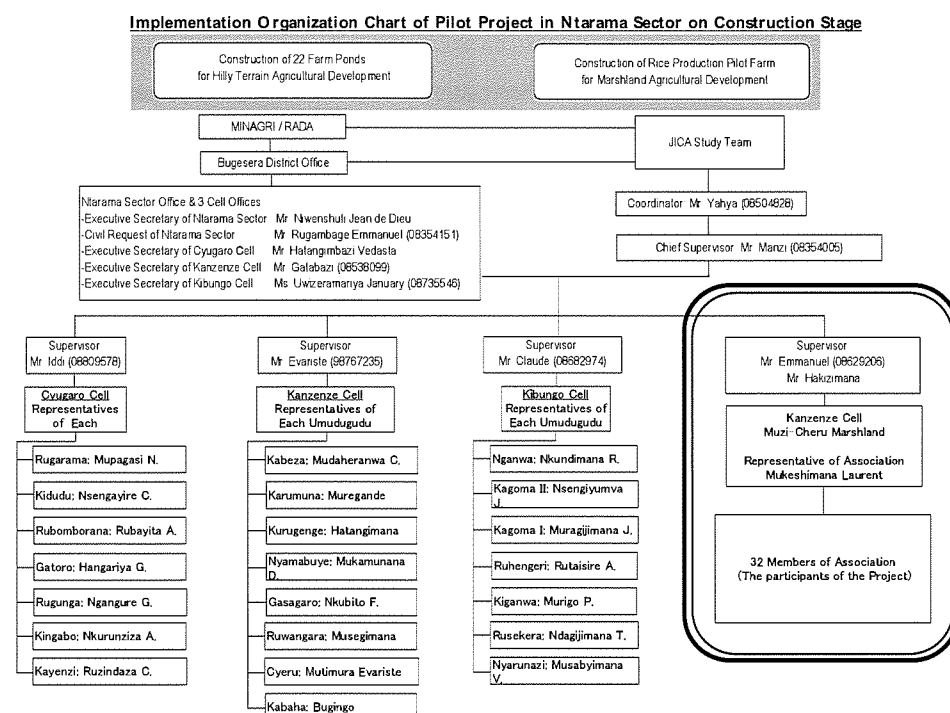 Implementation Organization Chart of Pilot Project in Ntarama Sector on Construction Stage
Construction of 22 Farm Ponds
for Hilly Terrain Agricultural Development
Construction of Rice Production Pilot Farm
for Marshland Agricultural Development
MINAGRI / RADA
JICA Study Team
Bugesera District Office
Ntarama Sector Office & 3 Cell Offices
-Executive Secretary of Ntarama Sector Mr Niwenshuti Jean de Dieu
-Civil Request of Ntarama Sector Mr Rugambage Emmanuel (08354151)
-Executive Secretary of Cyugaro Cell Mr Hatangimbazi Vedasta
-Executive Secretary of Kanzenze Cell Mr Gatabazi (08538099)
-Executive Secretary of Kibungo Cell Ms Uwizeramariya January (08735546)
Coordinator Mr Yahya (08504828)
Chief Supervisor Mr Manzi (08354005)
Supervisor
Mr Iddi (08809578)
Cyugaro Cell
Representatives
of Each
Rugarama; Mupagasi N.
Kidudu; Nsengayire C.
Rubomborana; Rubayita A.
Gatoro; Hangariya G.
Rugunga; Ngangure G.
Kingabo; Nkurunziza A.
Kayenzi; Ruzindaza C.
Supervisor
Mr Evariste (98767235)
Kanzenze Cell
Representatives of
Each Umudugudu
Kabeza; Mudaheranwa C.
Karumuna; Muregande
Kurugenge; Hatangimana
Nyamabuye; Mukamunana
D.
Gasagaro; Nkubito F.
Ruwangara; Musegimana
Cyeru; Mutimura Evariste
Kabaha; Bugingo
Supervisor
Mr Claude (08682974)
Kibungo Cell
Representatives of
Each Umudugudu
Nganwa; Nkundimana R.
Kagoma II; Nsengiyumva
J.
Kagoma I; Muragijimana J.
Ruhengeri; Rutaisire A.
Kiganwa; Murigo P.
Rusekera; Ndagijimana T.
Nyarunazi; Musabyimana
V.
Supervisor
Mr Emmanuel (08629206)
Mr Hakizimana
Kanzenze Cell
Muzi-Cheru Marshland
Representative of Association
Mukeshimana Laurent
32 Members of Association
(The participants of the Project)